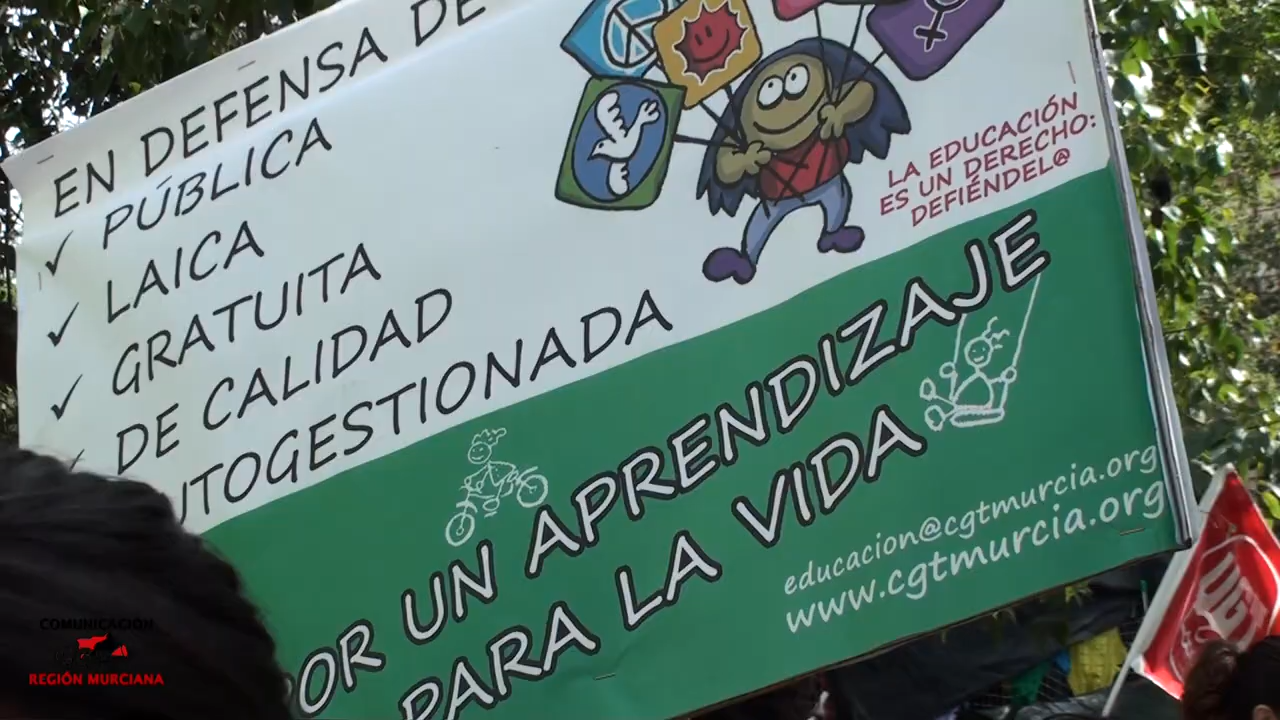 EN DEFENSA DE
PÚBLICA
LAICA
GRATUITA
DE CALIDAD
UTOGESTIONADA
LA EDUCACIÓN
ES UN DERECHO:
DEFIÉNDEL@
OR UN APRENDIZAJE
PARA LA VIDA
educacion@cgtmurcia.org
www.cgtmurcia.org
UGT
COMUNICACIÓN
REGIÓN MURCIANA